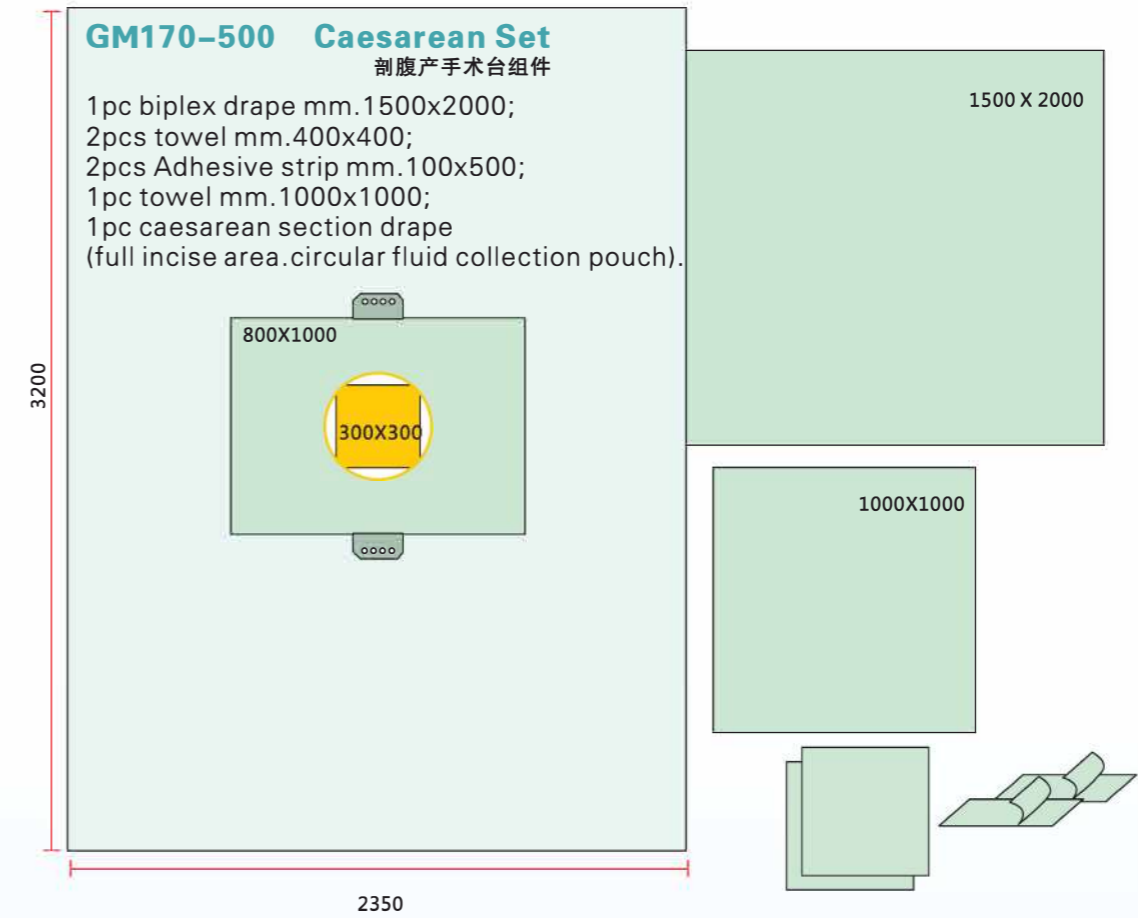 GM170–500 Caesarean Set
剖腹产手术台组件
1pc biplex drape mm.1500x2000;
2pcs towel mm.400x400;
2pcs Adhesive strip mm.100x500;
1pc towel mm.1000x1000;
1pc caesarean section drape
(full incise area.circular fluid collection pouch).
1500 X 2000
800X1000
300X300
3200
1000X1000
2350